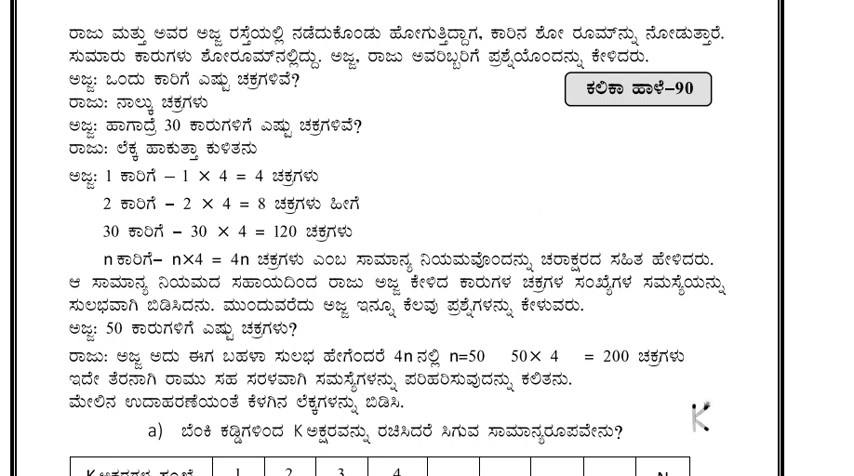 ರಾಜು ಮತ್ತು ಅವರ ಅಜ್ಜ ರಸ್ತೆಯಲ್ಲಿ ನಡೆದುಕೊಂಡು ಹೋಗುತ್ತಿದ್ದಾಗ, ಕಾರಿನ ಶೋ ರೂಮ್‌ನ್ನು ನೋಡುತ್ತಾರೆ.
ಸುಮಾರು ಕಾರುಗಳು ಶೋರೂಮ್‌ನಲ್ಲಿದ್ದು. ಅಜ್ಜ, ರಾಜು ಅವರಿಬ್ಬರಿಗೆ ಪ್ರಶ್ನೆಯೊಂದನ್ನು ಕೇಳಿದರು.
ಅಜ್ಜ: ಒಂದು ಕಾರಿಗೆ ಎಷ್ಟು ಚಕ್ರಗಳಿವೆ?
ಕಲಿಕಾ ಹಾಳೆ–90
ರಾಜು: ನಾಲ್ಕು ಚಕ್ರಗಳು
ಅಜ್ಜ: ಹಾಗಾದ್ರೆ 30 ಕಾರುಗಳಿಗೆ ಎಷ್ಟು ಚಕ್ರಗಳಿವೆ?
ರಾಜು: ಲೆಕ್ಕ ಹಾಕುತ್ತಾ ಕುಳಿತನು
ಅಜ್ಜ: 1 ಕಾರಿಗೆ – 1 × 4 = 4 ಚಕ್ರಗಳು
2 ಕಾರಿಗೆ – 2 × 4 = 8 ಚಕ್ರಗಳು ಹೀಗೆ
30 ಕಾರಿಗೆ – 30 × 4 = 120 ಚಕ್ರಗಳು
n ಕಾರಿಗೆ– n×4 = 4n ಚಕ್ರಗಳು ಎಂಬ ಸಾಮಾನ್ಯ ನಿಯಮವೊಂದನ್ನು ಚರಾಕ್ಷರದ ಸಹಿತ ಹೇಳಿದರು.
ಆ ಸಾಮಾನ್ಯ ನಿಯಮದ ಸಹಾಯದಿಂದ ರಾಜು ಅಜ್ಜ ಕೇಳಿದ ಕಾರುಗಳ ಚಕ್ರಗಳ ಸಂಖ್ಯೆಗಳ ಸಮಸ್ಯೆಯನ್ನು
ಸುಲಭವಾಗಿ ಬಿಡಿಸಿದನು. ಮುಂದುವರೆದು ಅಜ್ಜ ಇನ್ನೂ ಕೆಲವು ಪ್ರಶ್ನೆಗಳನ್ನು ಕೇಳುವರು.
ಅಜ್ಜ: 50 ಕಾರುಗಳಿಗೆ ಎಷ್ಟು ಚಕ್ರಗಳು?
ರಾಜು: ಅಜ್ಜ ಅದು ಈಗ ಬಹಳಾ ಸುಲಭ ಹೇಗೆಂದರೆ 4n ನಲ್ಲಿ n=50 50× 4 = 200 ಚಕ್ರಗಳು
ಇದೇ ತೆರನಾಗಿ ರಾಮು ಸಹ ಸರಳವಾಗಿ ಸಮಸ್ಯೆಗಳನ್ನು ಪರಿಹರಿಸುವುದನ್ನು ಕಲಿತನು.
ಮೇಲಿನ ಉದಾಹರಣೆಯಂತೆ ಕೆಳಗಿನ ಲೆಕ್ಕಗಳನ್ನು ಬಿಡಿಸಿ.
a) ಬೆಂಕಿ ಕಡ್ಡಿಗಳಿಂದ K ಅಕ್ಷರವನ್ನು ರಚಿಸಿದರೆ ಸಿಗುವ ಸಾಮಾನ್ಯರೂಪವೇನು?
K
K ಅಕ್ಷರಗಳ ಸಂಖ್ಯೆ 1 2 3 4 N